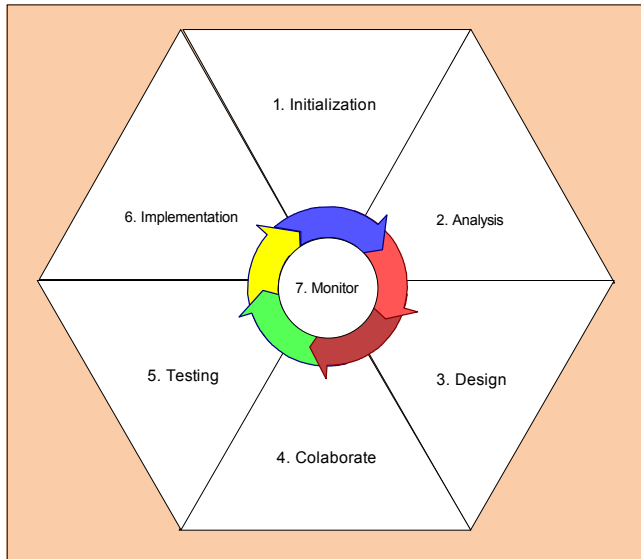 1. Initialization
2. Analysis
3. Design
4. Colaborate
5. Testing
6. Implementation
7. Monitor